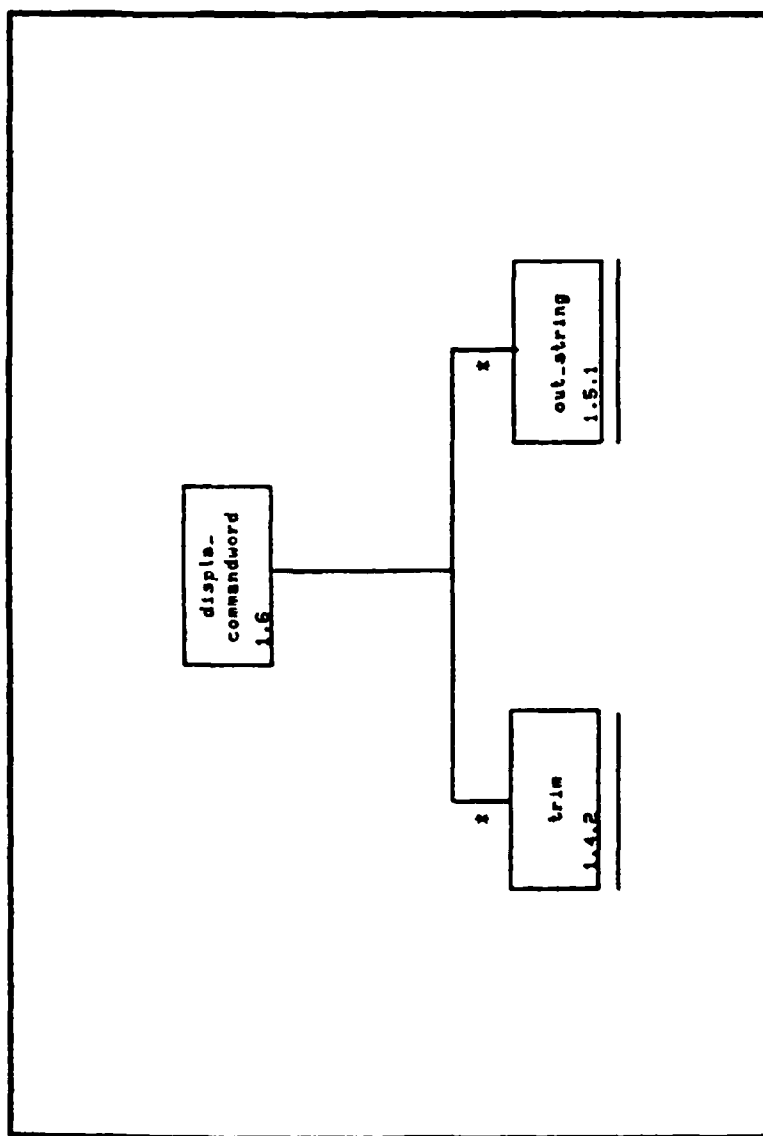 displa_
commandword
1.6
*
trim
1.4.2
*
out_string
1.5.1